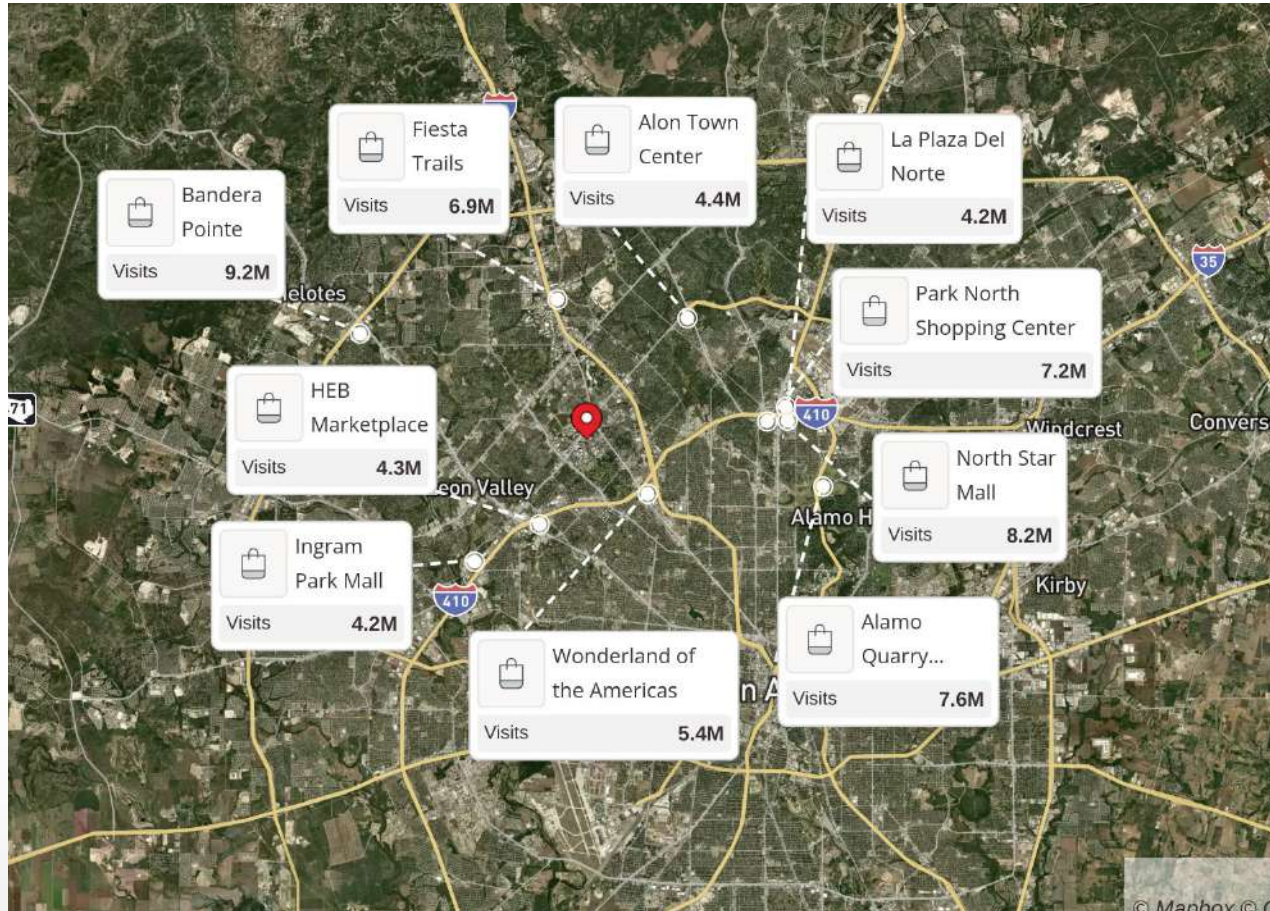 Fiesta
Trails
Visits 6.9M
Alon Town
Center
Visits 4.4M
La Plaza Del
Norte
Visits 4.2M
Bandera
Pointe
Visits 9.2M
elotes
35
Park North
Shopping Center
Visits 7.2M
HEB
Marketplace
Visits 4.3M
71
410
Windcrest
Convers
eon Valley
North Star
Mall
Visits 8.2M
Alamo H
Ingram
Park Mall
Visits 4.2M
410
Kirby
Wonderland of
the Americas
Visits 5.4M
Alamo
Quarry...
Visits 7.6M
n A
© Mapbox ©